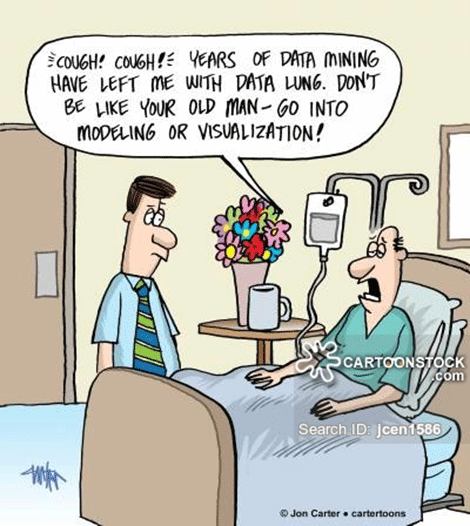 COUGH! COUGH! YEARS OF DATA MINING
HAVE LEFT ME WITH DATA LUNG. DON'T
BE LIKE YOUR OLD MAN - GO INTO
MODELING OR VISUALIZATION!
CARTOONSTOCK
.com
Search ID: jcen1586
© Jon Carter • cartertoons